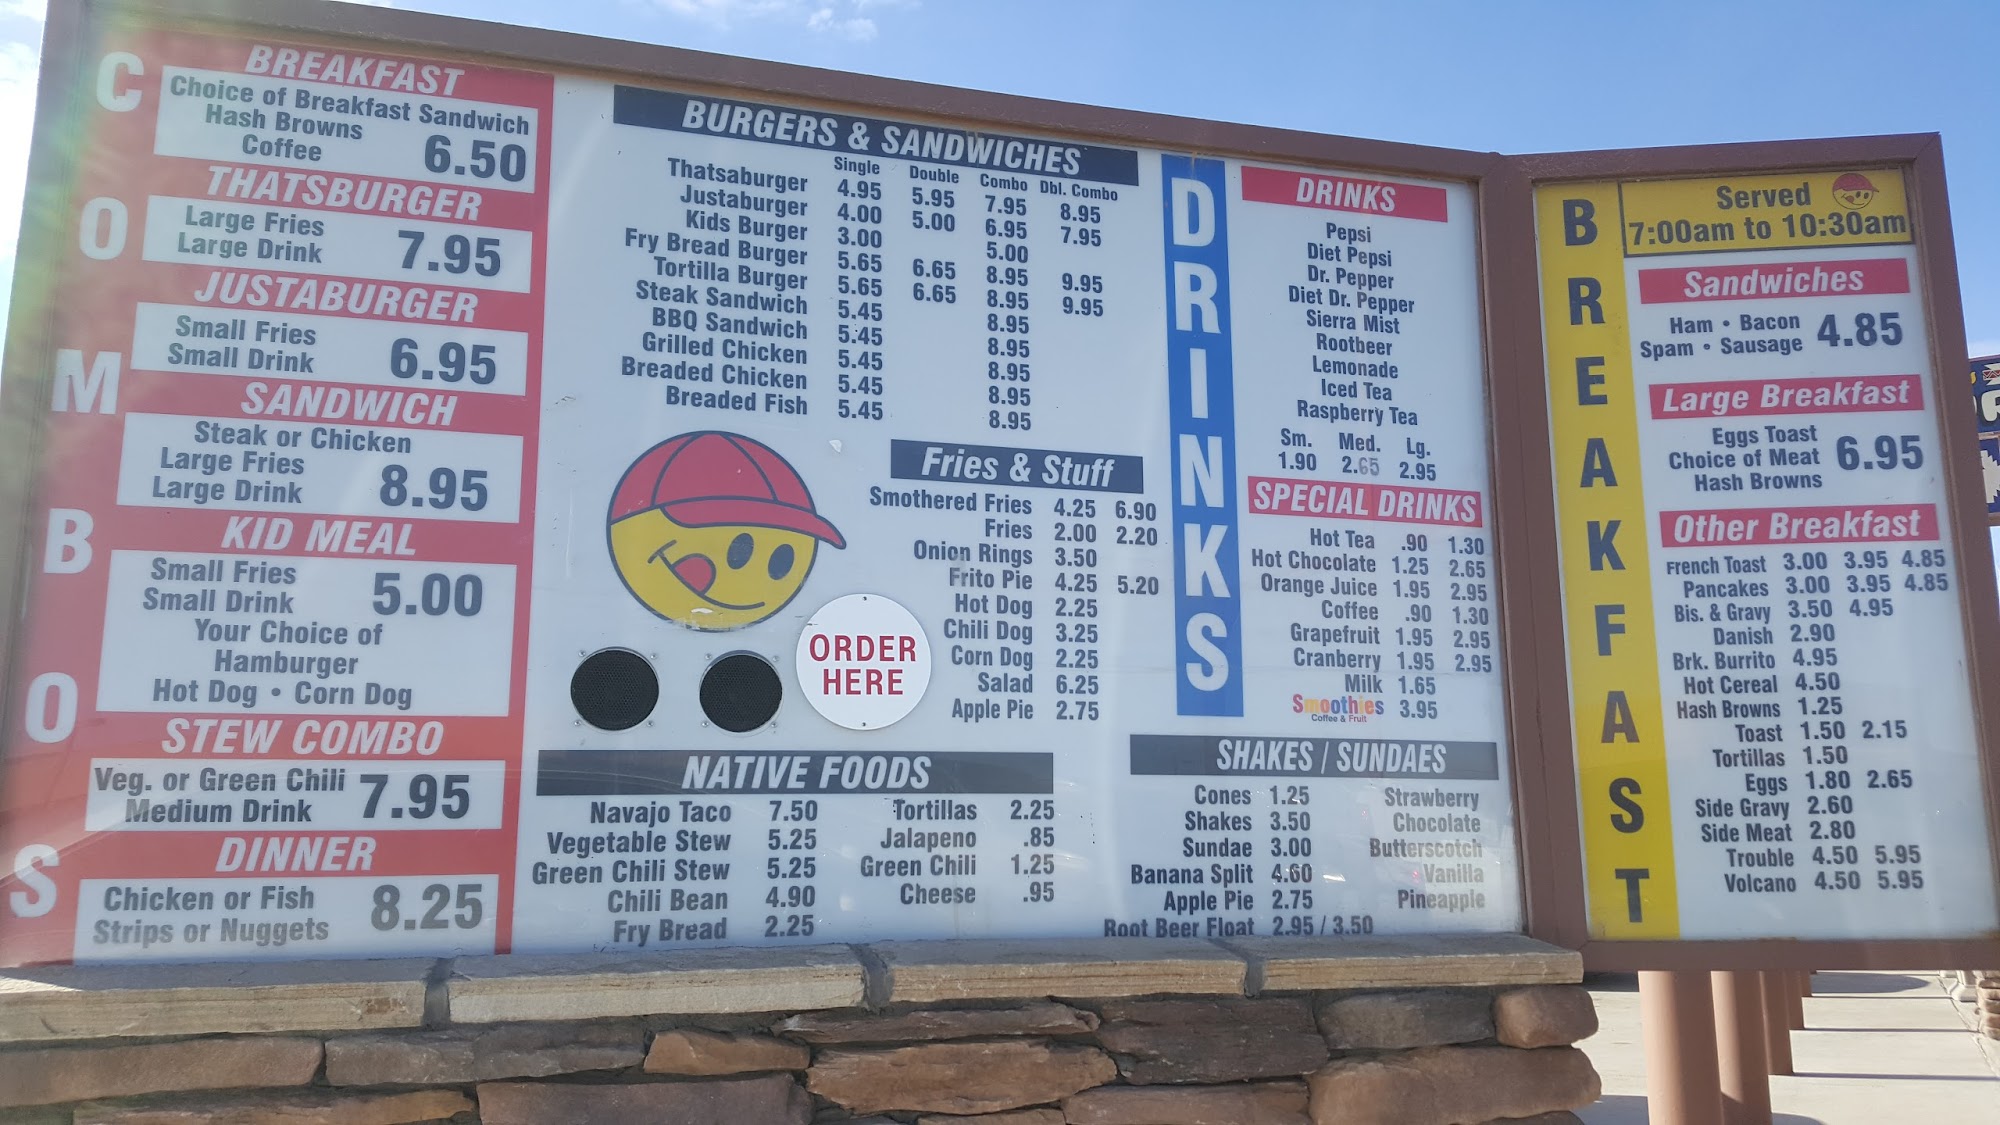 COMBOS
BREAKFAST
Choice of Breakfast Sandwich
Hash Browns
Coffee 6.50
THATSBURGER
Large Fries
Large Drink 7.95
JUSTABURGER
Small Fries
Small Drink 6.95
SANDWICH
Steak or Chicken
Large Fries
Large Drink 8.95
KID MEAL
Small Fries
Small Drink 5.00
Your Choice of
Hamburger
Hot Dog • Corn Dog
STEW COMBO
Veg. or Green Chili
Medium Drink 7.95
DINNER
Chicken or Fish
Strips or Nuggets 8.25
BURGERS & SANDWICHES
Single Double Combo Dbl. Combo
Thatsaburger 4.95 5.95 7.95 8.95
Justaburger 4.00 5.00 6.95 7.95
Kids Burger 3.00 5.00
Fry Bread Burger 5.65 6.65 8.95 9.95
Tortilla Burger 5.65 6.65 8.95 9.95
Steak Sandwich 5.45 8.95
BBQ Sandwich 5.45 8.95
Grilled Chicken 5.45 8.95
Breaded Chicken 5.45 8.95
Breaded Fish 5.45 8.95
Fries & Stuff
Smothered Fries 4.25 6.90
Fries 2.00 2.20
Onion Rings 3.50
Frito Pie 4.25 5.20
Hot Dog 2.25
Chili Dog 3.25
Corn Dog 2.25
Salad 6.25
Apple Pie 2.75
ORDER
HERE
NATIVE FOODS
Navajo Taco 7.50 Tortillas 2.25
Vegetable Stew 5.25 Jalapeno .85
Green Chili Stew 5.25 Green Chili 1.25
Chili Bean 4.90 Cheese .95
Fry Bread 2.25
DRINKS
DRINKS
Pepsi
Diet Pepsi
Dr. Pepper
Diet Dr. Pepper
Sierra Mist
Rootbeer
Lemonade
Iced Tea
Raspberry Tea
Sm. Med. Lg.
1.90 2.65 2.95
SPECIAL DRINKS
Hot Tea .90 1.30
Hot Chocolate 1.25 2.65
Orange Juice 1.95 2.95
Coffee .90 1.30
Grapefruit 1.95 2.95
Cranberry 1.95 2.95
Milk 1.65
Smoothies 3.95
Coffee & Fruit
SHAKES / SUNDAES
Cones 1.25 Strawberry
Shakes 3.50 Chocolate
Sundae 3.00 Butterscotch
Banana Split 4.60 Vanilla
Apple Pie 2.75 Pineapple
Root Beer Float 2.95 / 3.50
BREAKFAST
Served
7:00am to 10:30am
Sandwiches
Ham • Bacon
Spam • Sausage 4.85
Large Breakfast
Eggs Toast
Choice of Meat 6.95
Hash Browns
Other Breakfast
French Toast 3.00 3.95 4.85
Pancakes 3.00 3.95 4.85
Bis. & Gravy 3.50 4.95
Danish 2.90
Brk. Burrito 4.95
Hot Cereal 4.50
Hash Browns 1.25
Toast 1.50 2.15
Tortillas 1.50
Eggs 1.80 2.65
Side Gravy 2.60
Side Meat 2.80
Trouble 4.50 5.95
Volcano 4.50 5.95